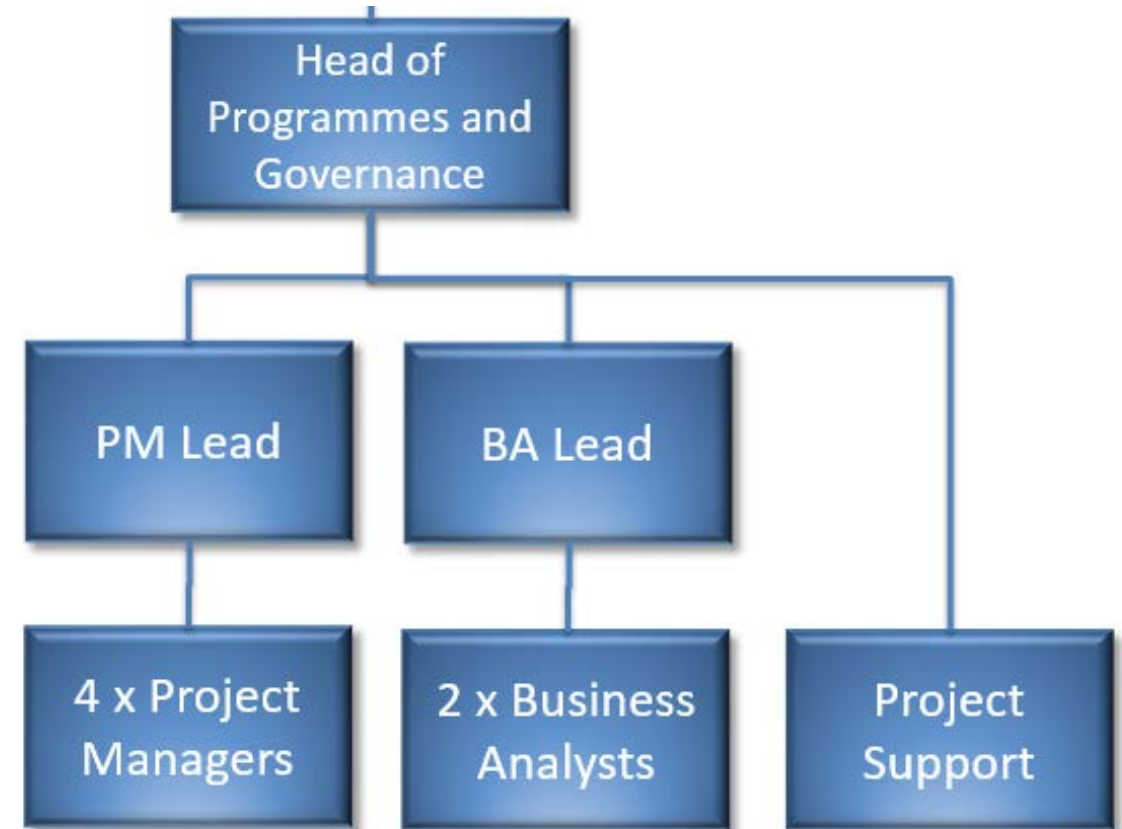 Head of
Programmes and
Governance
PM Lead
BA Lead
4 x Project
Managers
2 x Business
Analysts
Project
Support